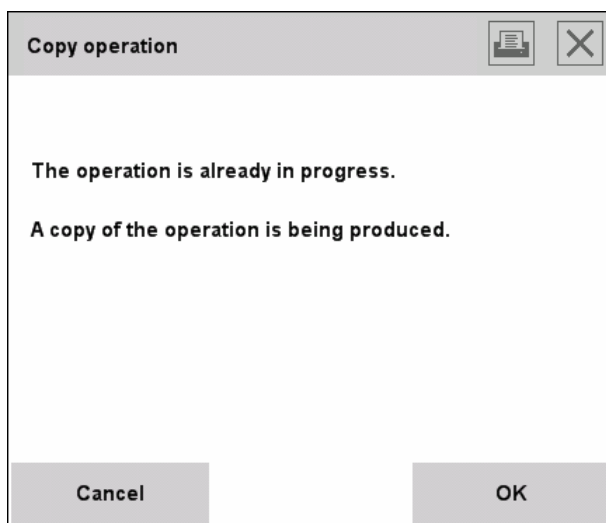 Copy operation
The operation is already in progress.
A copy of the operation is being produced.
Cancel
OK